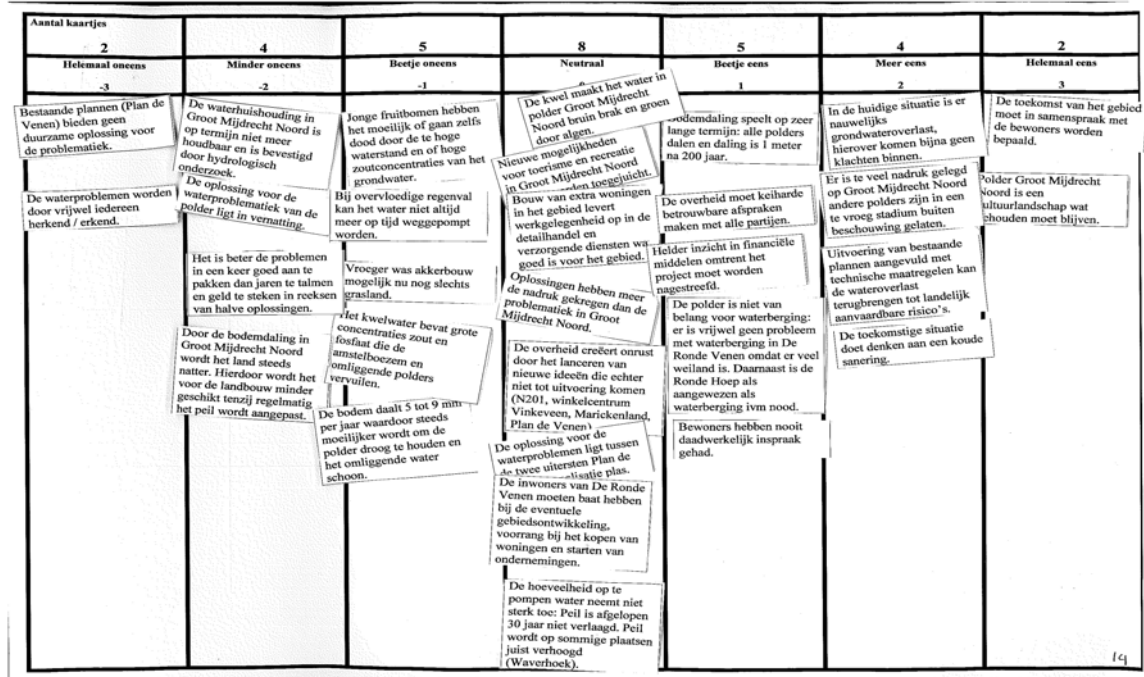 Aantal kaartjes
2
4
5
8
5
4
2
Helemaal oneens
Minder oneens
Beetje oneens
Neutraal
Beetje eens
Meer eens
Helemaal eens
-3
-2
-1
1
2
3
Bestaande plannen (Plan de
Venen) bieden geen
duurzame oplossing voor
de problematiek.
De waterproblemen worden
door vrijwel iedereen
herkend / erkend.
De waterhuishouding in
Groot Mijdrecht Noord is
op termijn niet meer
houdbaar en is bevestigd
door hydrologisch
onderzoek.
De oplossing voor de
waterproblematiek van de
polder ligt in vernatting.
Het is beter de problemen
in een keer goed aan te
pakken dan jaren te talmen
en geld te steken in reeksen
van halve oplossingen.
Door de bodemdaling in
Groot Mijdrecht Noord
wordt het land steeds
natter. Hierdoor wordt het
voor de landbouw minder
geschikt tenzij regelmatig
het peil wordt aangepast.
Jonge fruitbomen hebben
het moeilijk of gaan zelfs
dood door de te hoge
waterstand en of hoge
zoutconcentraties van het
grondwater.
Bij overvloedige regenval
kan het water niet altijd
meer op tijd weggepompt
worden.
Vroeger was akkerbouw
mogelijk nu nog slechts
grasland.
Het kwelwater bevat grote
concentraties zout en
fosfaat die de
amstelboezem en
omliggende polders
vervuilen.
De bodem daalt 5 tot 9 mm
per jaar waardoor steeds
moeilijker wordt om de
polder droog te houden en
het omliggende water
schoon.
De kwel maakt het water in
polder Groot Mijdrecht
Noord bruin brak en groen
door algen.
Nieuwe mogelijkheden
voor toerisme en recreatie
in Groot Mijdrecht Noord
toegejuicht.
Bouw van extra woningen
in het gebied levert
werkgelegenheid op in de
detailhandel en
verzorgende diensten wa
goed is voor het gebied.
Oplossingen hebben meer
de nadruk gekregen dan de
problematiek in Groot
Mijdrecht Noord.
De overheid creëert onrust
door het lanceren van
nieuwe ideeën die echter
niet tot uitvoering komen
(N201, winkelcentrum
Vinkeveen, Marickenland,
Plan de Venen)
De oplossing voor de
waterproblemen ligt tussen
de twee uitersten Plan de
plas.
De inwoners van De Ronde
Venen moeten baat hebben
bij de eventuele
gebiedsontwikkeling,
voorrang bij het kopen van
woningen en starten van
ondernemingen.
De hoeveelheid op te
pompen water neemt niet
sterk toe: Peil is afgelopen
30 jaar niet verlaagd. Peil
wordt op sommige plaatsen
juist verhoogd
(Waverhoek).
Bodemdaling speelt op zeer
lange termijn: alle polders
dalen en daling is 1 meter
na 200 jaar.
De overheid moet keiharde
betrouwbare afspraken
maken met alle partijen.
Helder inzicht in financiële
middelen omtrent het
project moet worden
nagestreefd.
De polder is niet van
belang voor waterberging:
er is vrijwel geen probleem
met waterberging in De
Ronde Venen omdat er veel
weiland is. Daarnaast is de
Ronde Hoep als
aangewezen als
waterberging ivm nood.
Bewoners hebben nooit
daadwerkelijk inspraak
gehad.
In de huidige situatie is er
nauwelijks
grondwateroverlast,
hierover komen bijna geen
klachten binnen.
Er is te veel nadruk gelegd
op Groot Mijdrecht Noord
andere polders zijn in een
te vroeg stadium buiten
beschouwing gelaten.
Uitvoering van bestaande
plannen aangevuld met
technische maatregelen kan
de wateroverlast
terugbrengen tot landelijk
aanvaardbare risico's.
De toekomstige situatie
doet denken aan een koude
sanering.
De toekomst van het gebied
moet in samenspraak met
de bewoners worden
bepaald.
Polder Groot Mijdrecht
Noord is een
cultuurlandschap wat
behouden moet blijven.
19